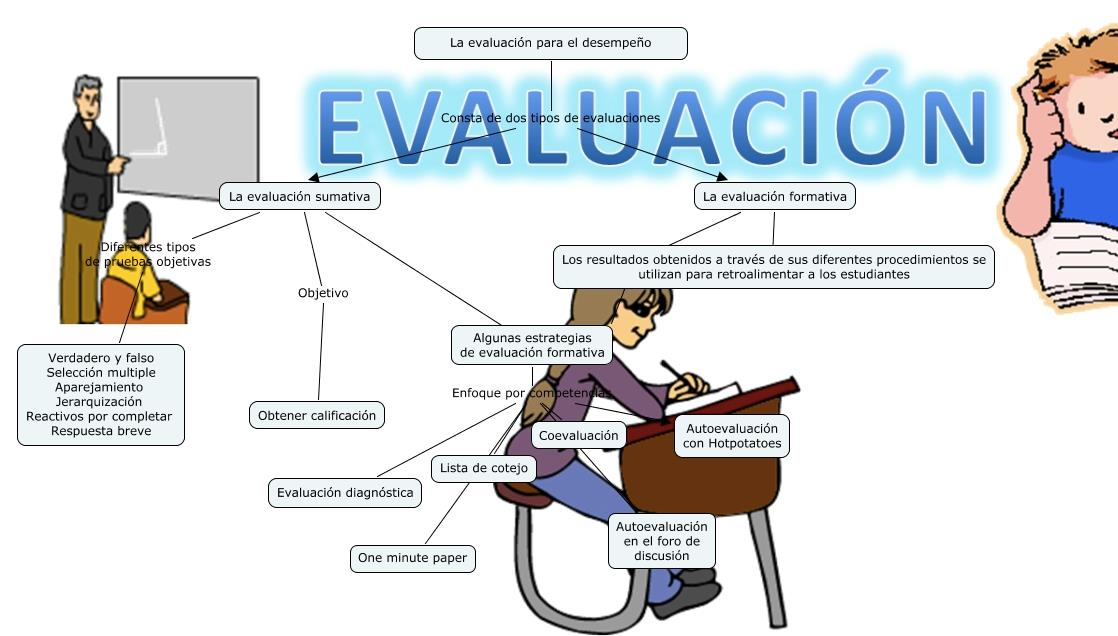 La evaluación para el desempeño
EVALUACIÓN
Consta de dos tipos de evaluaciones
La evaluación sumativa
La evaluación formativa
Diferentes tipos
de pruebas objetivas
Los resultados obtenidos a través de sus diferentes procedimientos se
utilizan para retroalimentar a los estudiantes
Objetivo
Algunas estrategias
de evaluación formativa
Verdadero y falso
Selección multiple
Aparejamiento
Jerarquización
Reactivos por completar
Respuesta breve
Enfoque por competencias
Obtener calificación
Coevaluación
Autoevaluación
con Hotpotatoes
Lista de cotejo
Evaluación diagnóstica
Autoevaluación
en el foro de
discusión
One minute paper